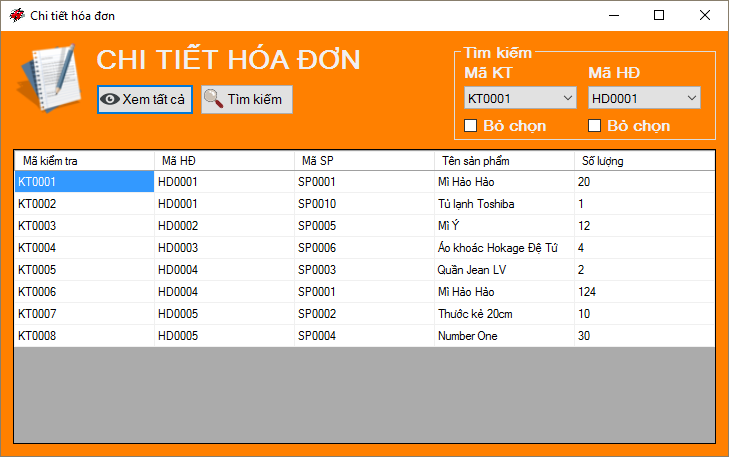 Chi tiết hóa đơn
CHI TIẾT HÓA ĐƠN
Xem tất cả Tìm kiếm
Tìm kiếm
Mã KT Mã HĐ
KT0001 HD0001
Bỏ chọn Bỏ chọn
Mã kiểm tra Mã HĐ Mã SP Tên sản phẩm Số lượng
KT0001 HD0001 SP0001 Mì Hảo Hảo 20
KT0002 HD0001 SP0010 Tủ lạnh Toshiba 1
KT0003 HD0002 SP0005 Mì Ý 12
KT0004 HD0003 SP0006 Áo khoác Hokage Đệ Tứ 4
KT0005 HD0004 SP0003 Quần Jean LV 2
KT0006 HD0004 SP0001 Mì Hảo Hảo 124
KT0007 HD0005 SP0002 Thước kẻ 20cm 10
KT0008 HD0005 SP0004 Number One 30